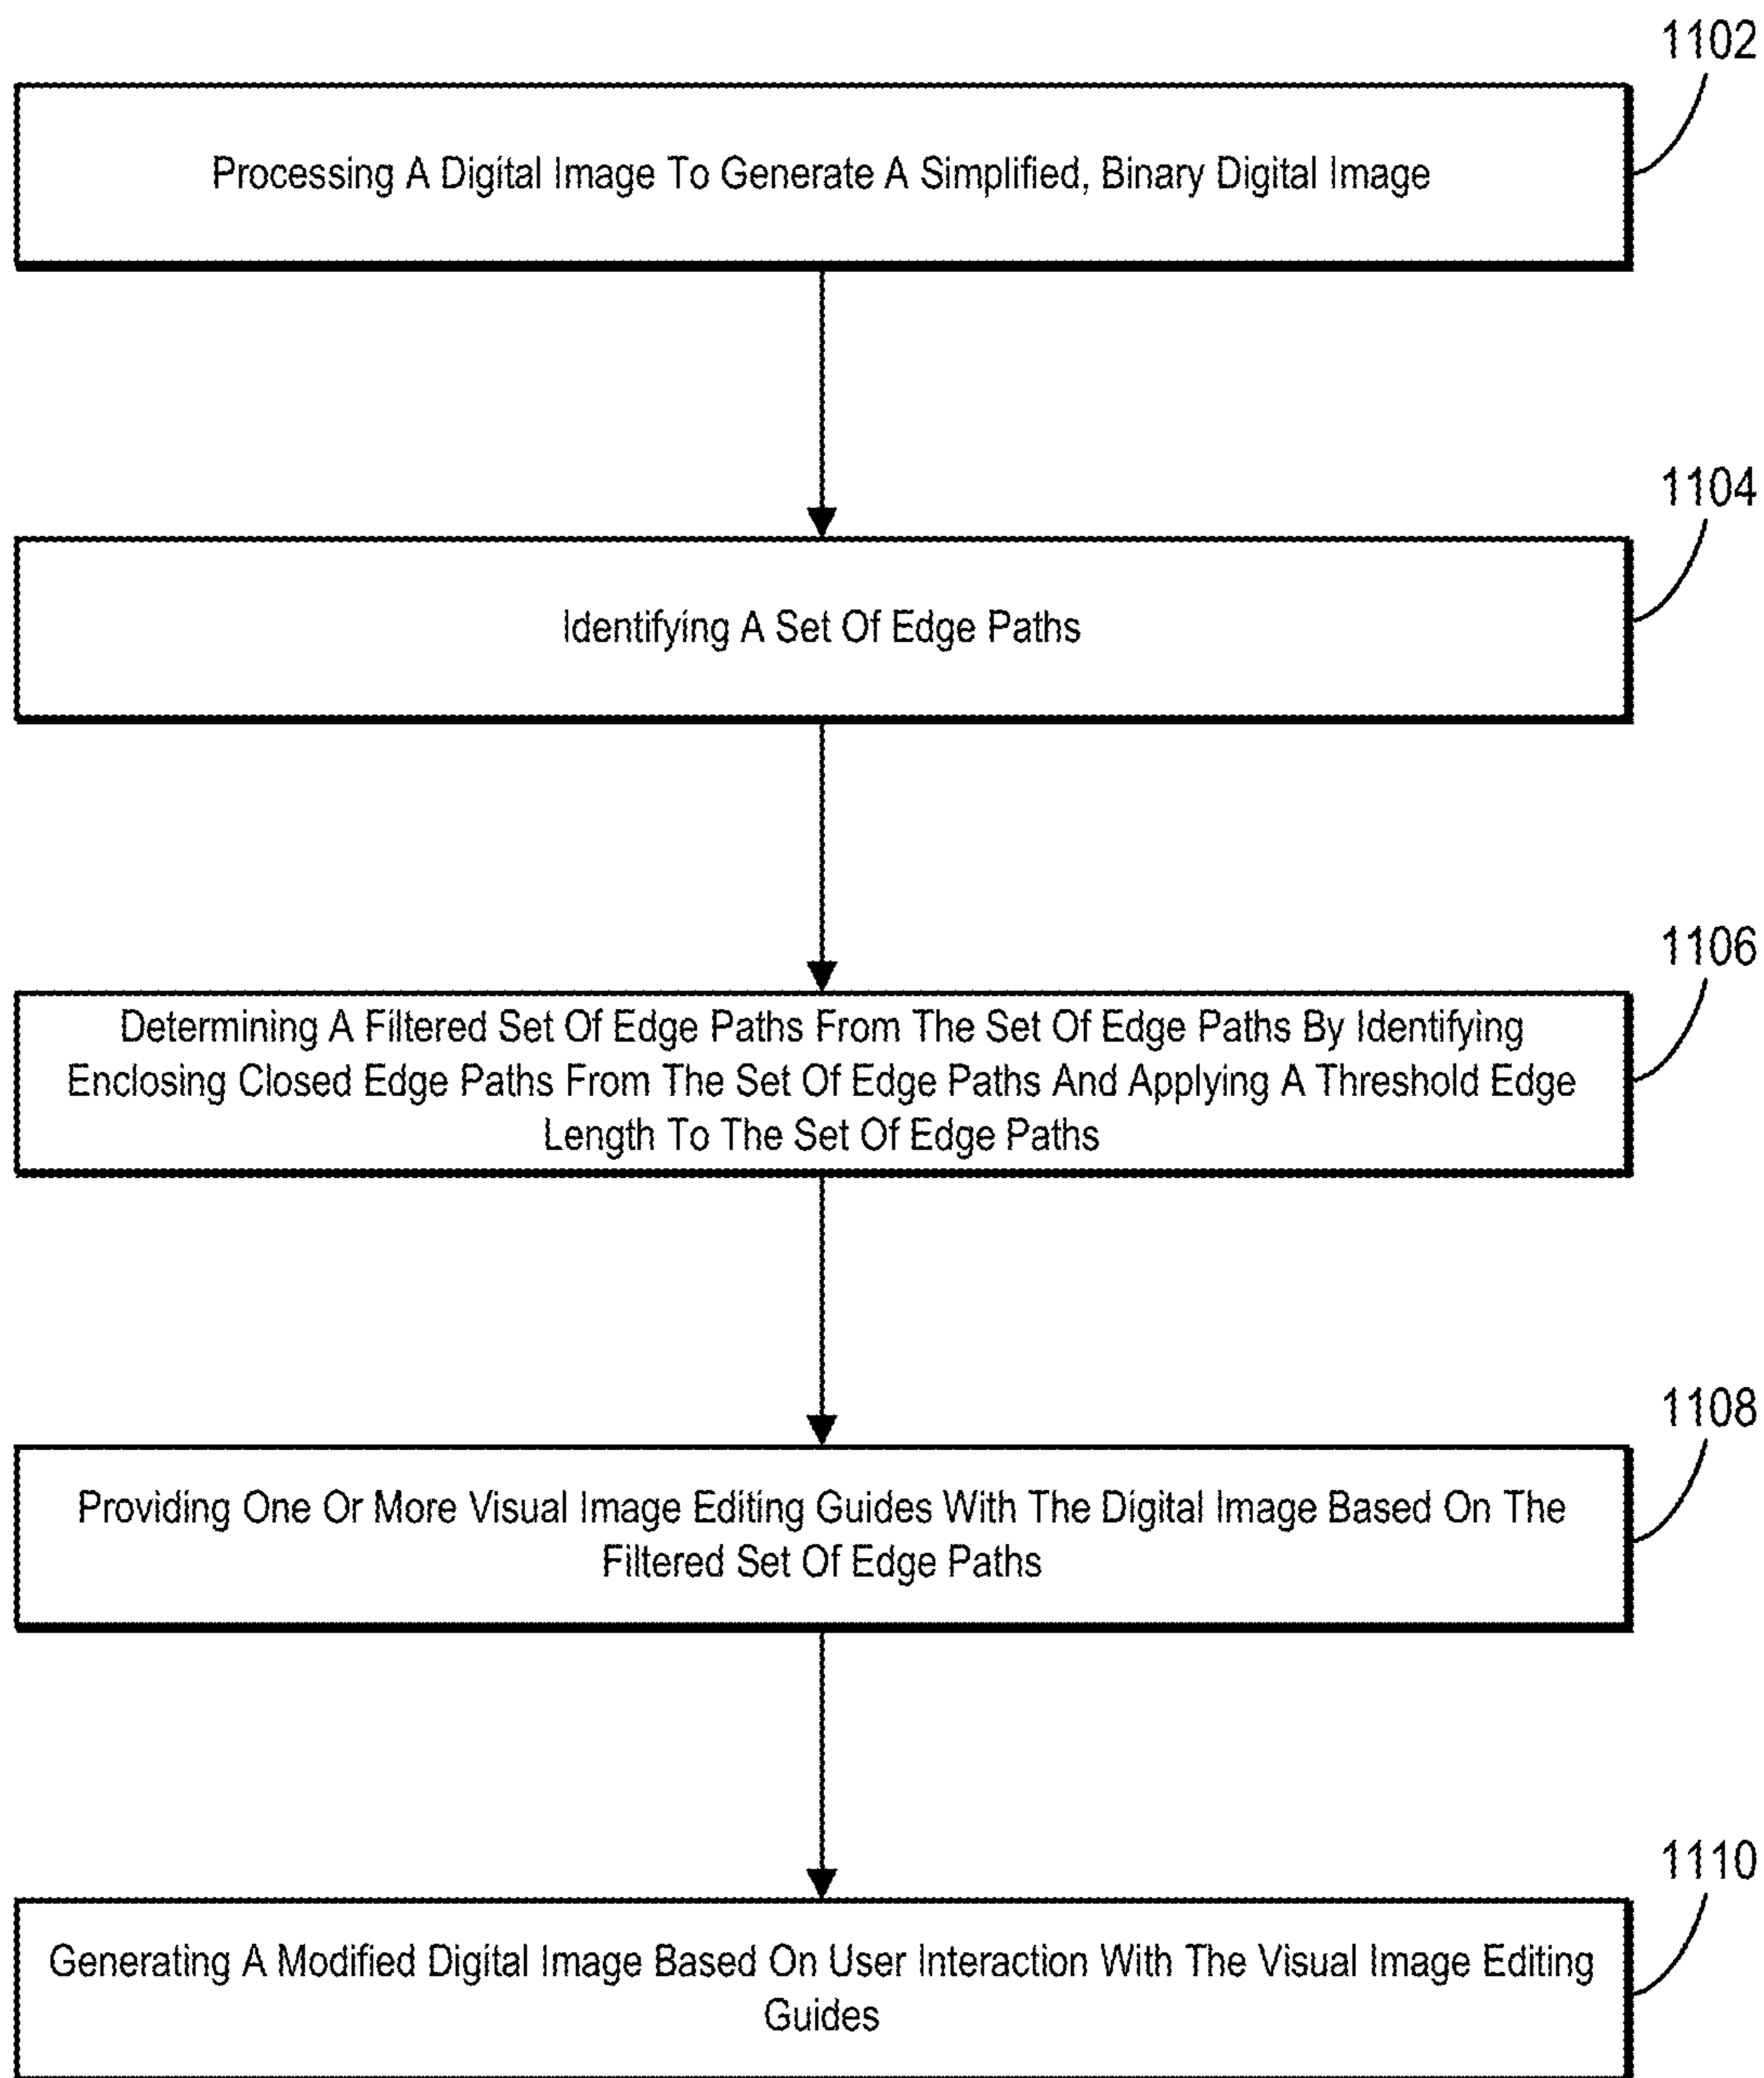 1102
Processing A Digital Image To Generate A Simplified, Binary Digital Image
1104
Identifying A Set Of Edge Paths
1106
Determining A Filtered Set Of Edge Paths From The Set Of Edge Paths By Identifying
Enclosing Closed Edge Paths From The Set Of Edge Paths And Applying A Threshold Edge
Length To The Set Of Edge Paths
1108
Providing One Or More Visual Image Editing Guides With The Digital Image Based On The
Filtered Set Of Edge Paths
1110
Generating A Modified Digital Image Based On User Interaction With The Visual Image Editing
Guides